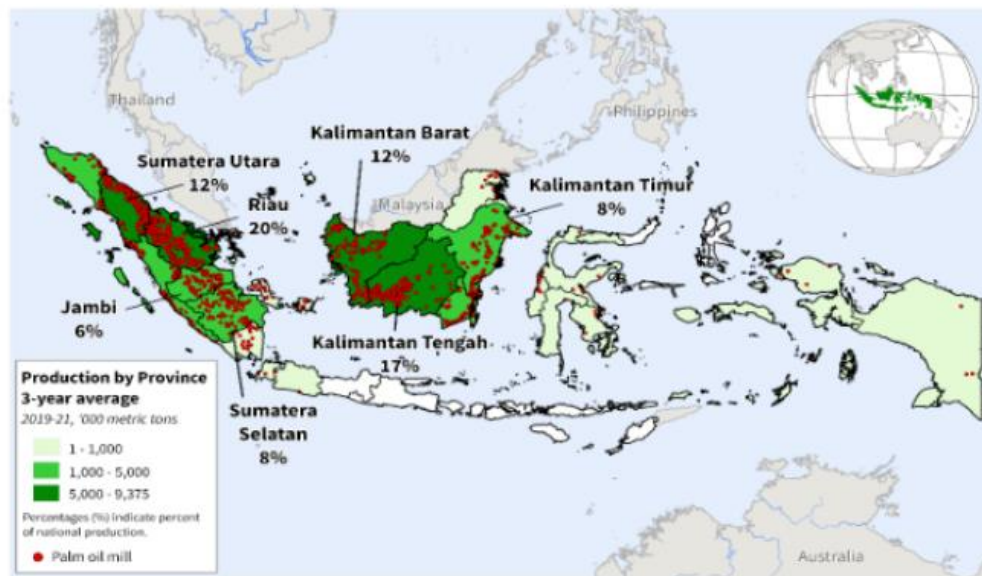 Thailand
Philippines
Kalimantan Barat
12%
Sumatera Utara
12%
Malaysia
Kalimantan Timur
8%
Riau
20%
Jambi
6%
Kalimantan Tengah
17%
Sumatera
Selatan
8%
Production by Province
3-year average
2019-21, '000 metric tons
1 - 1,000
1,000 - 5,000
5,000 - 9,375
Percentages (%) indicate percent
of national production.
Palm oil mill
Australia